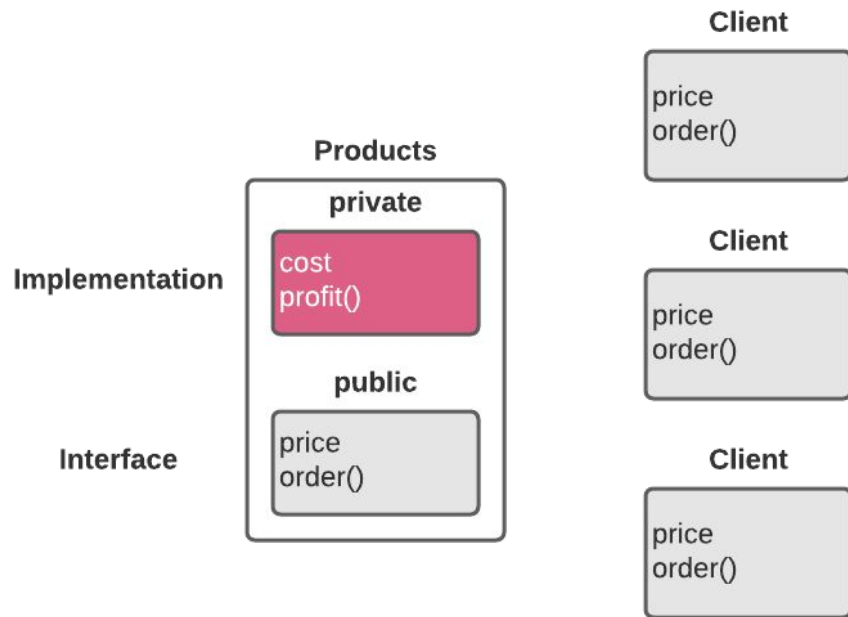 Products
private
Implementation
cost
profit()
public
Interface
price
order()
Client
price
order()
Client
price
order()
Client
price
order()